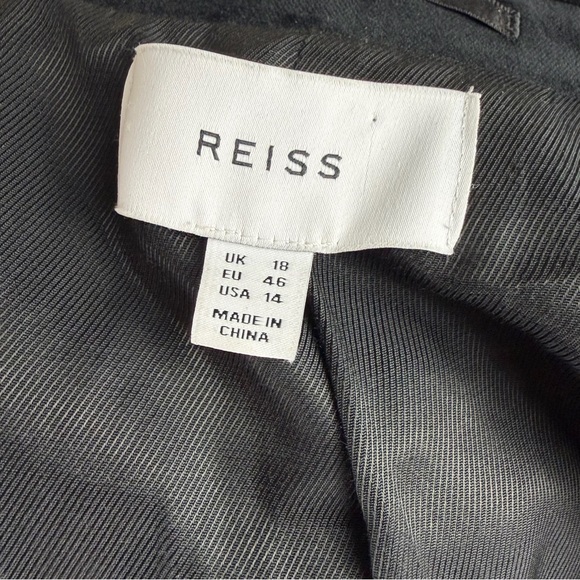 REISS
UK 18
EU 46
USA 14
MADE IN
CHINA